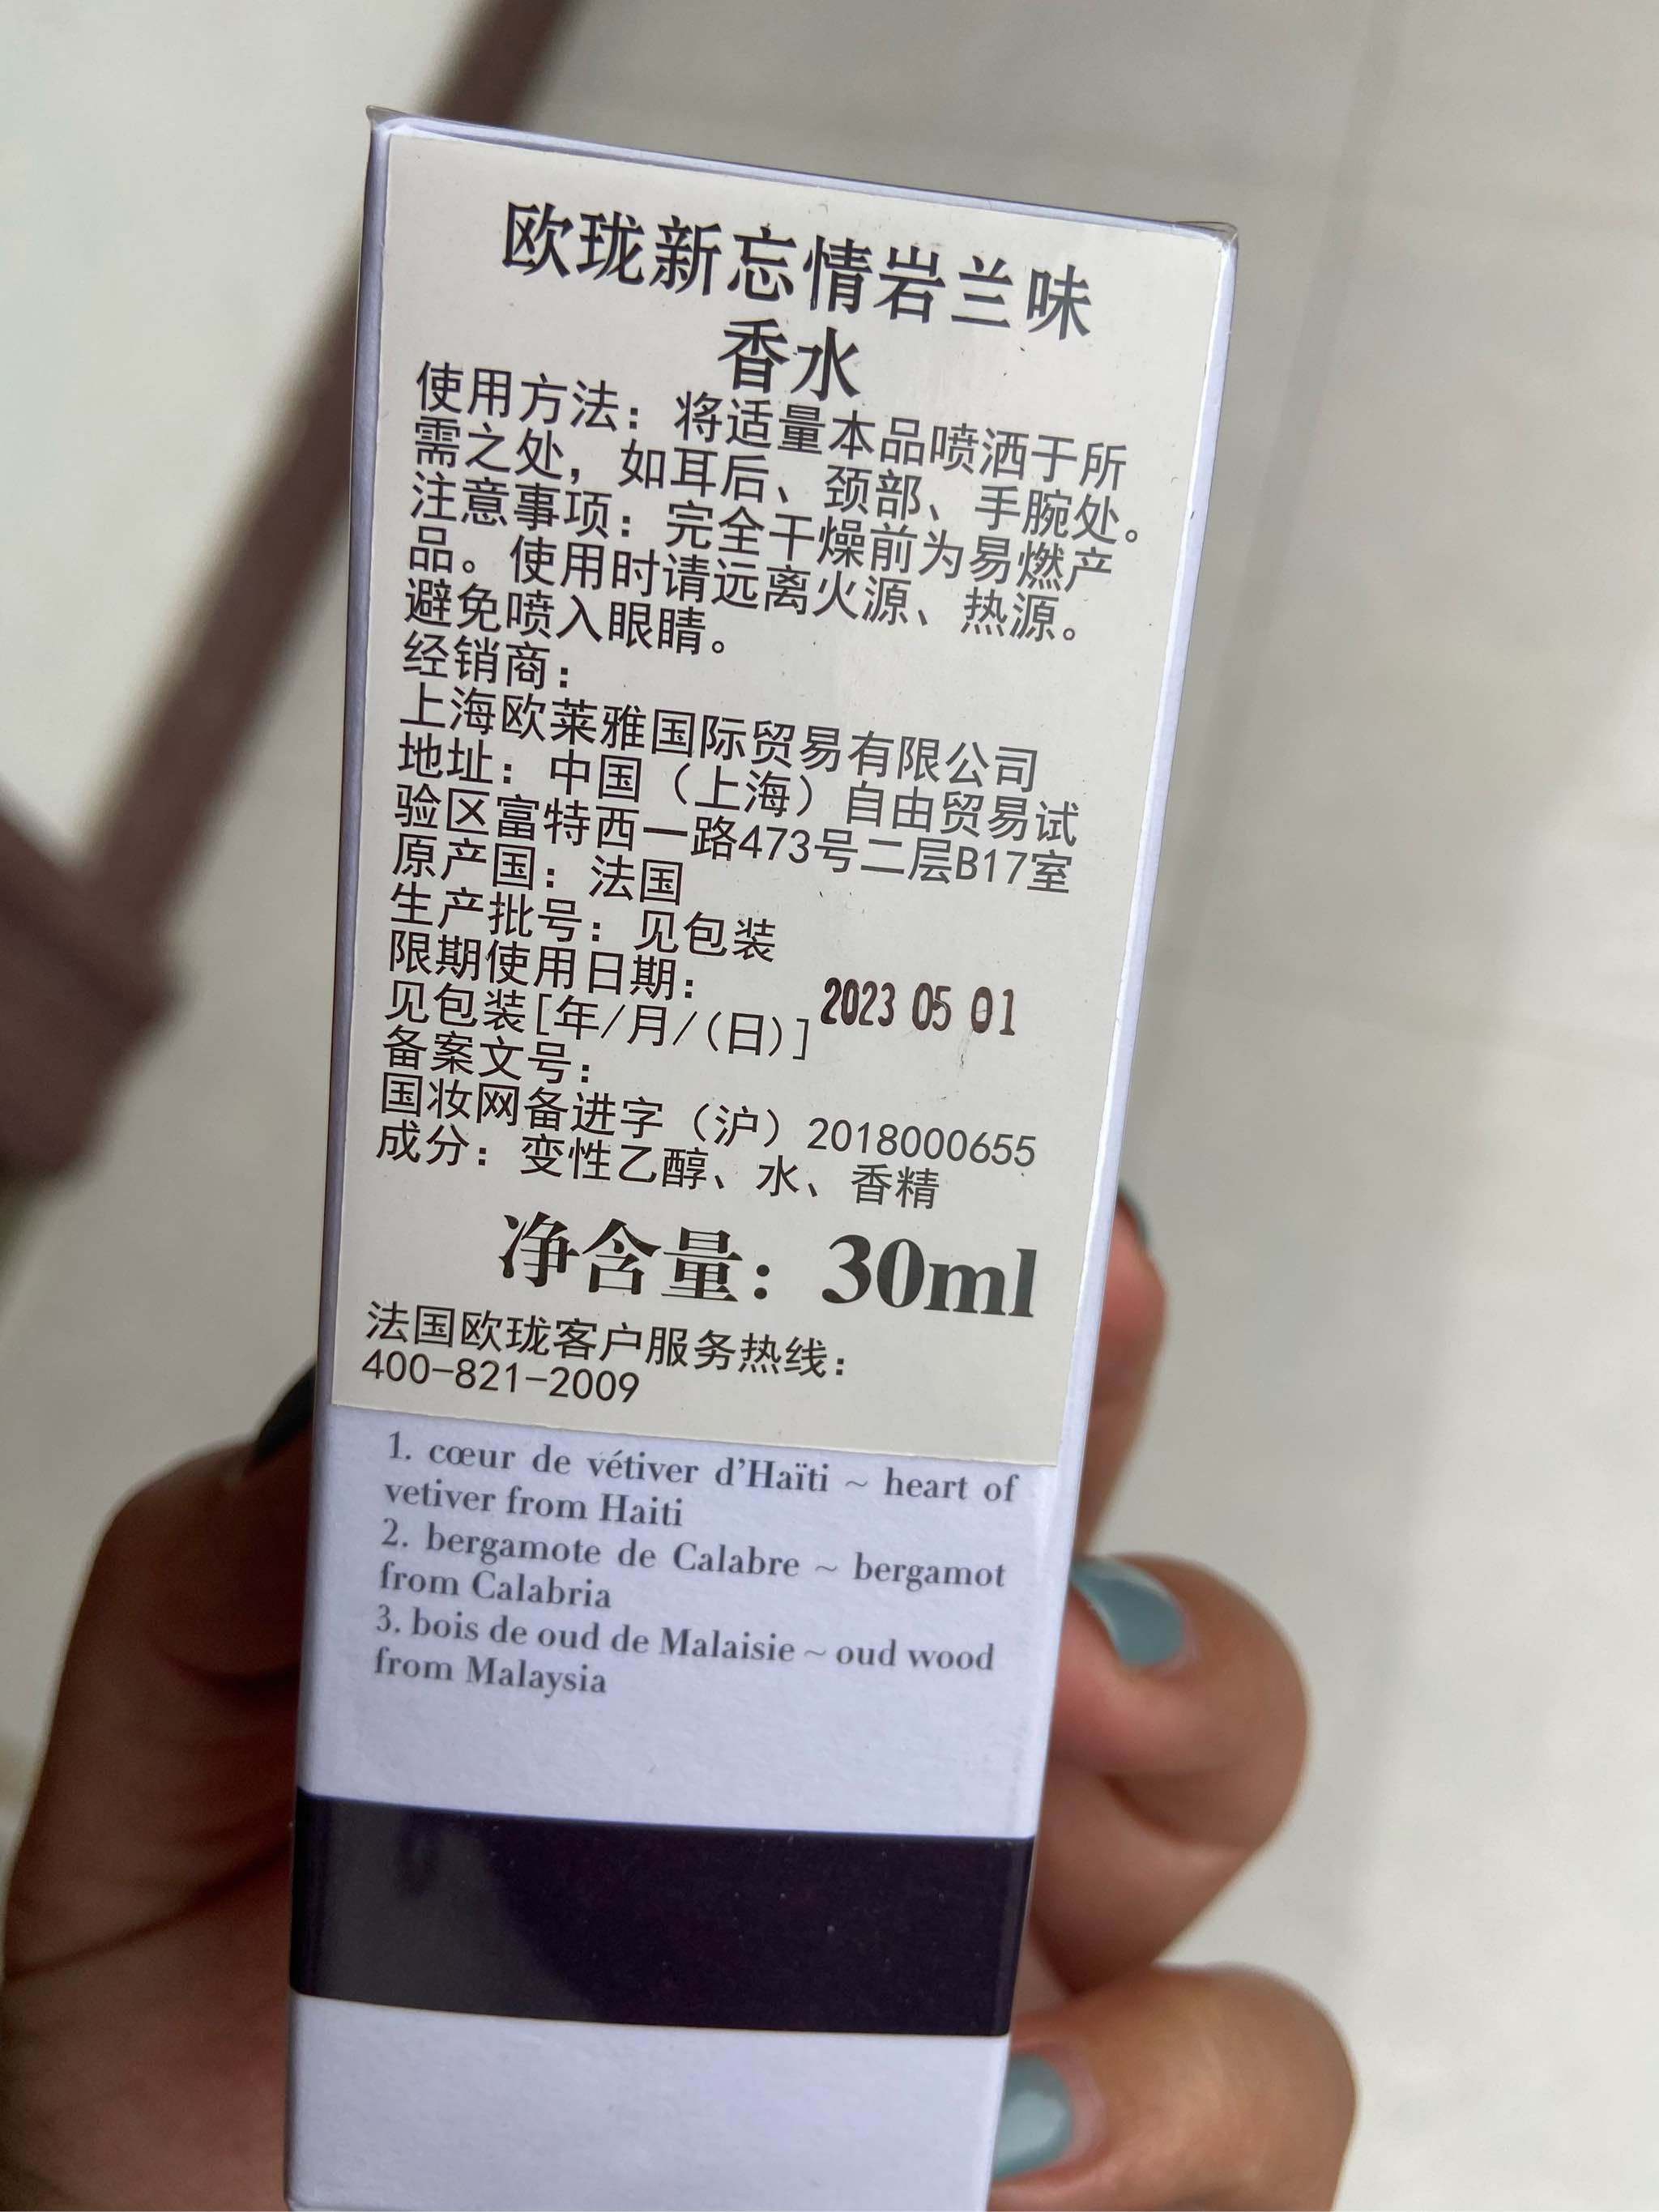 欧珑新忘情岩兰味
香水
使用方法：将适量本品喷洒于所
需之处，如耳后、颈部、手腕处。
注意事项：完全干燥前为易燃产
品。使用时请远离火源、热源。
避免喷入眼睛。
经销商：
上海欧莱雅国际贸易有限公司
地址：中国（上海）自由贸易试
验区富特西一路473号二层B17室
原产国：法国
生产批号：见包装
限期使用日期：
见包装[年/月/(日)] 2023 05 01
备案文号：
国妆网备进字（沪）2018000655
成分：变性乙醇、水、香精
净含量：30ml
法国欧珑客户服务热线：
400-821-2009
1. cœur de vétiver d'Haïti ~ heart of
vetiver from Haiti
2. bergamote de Calabre ~ bergamot
from Calabria
3. bois de oud de Malaisie ~ oud wood
from Malaysia